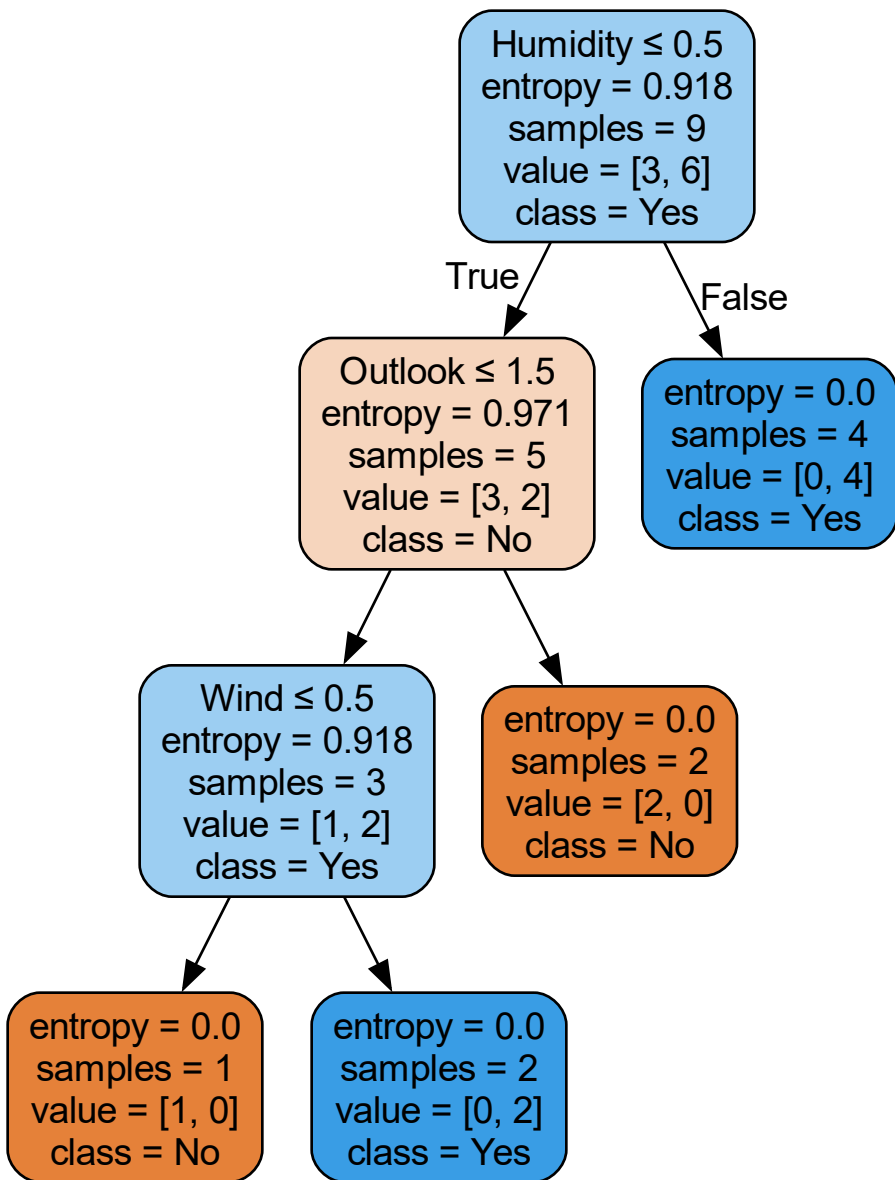 Humidity ≤ 0.5
entropy = 0.918
samples = 9
value = [3, 6]
class = Yes
True
False
Outlook ≤ 1.5
entropy = 0.971
samples = 5
value = [3, 2]
class = No
entropy = 0.0
samples = 4
value = [0, 4]
class = Yes
Wind ≤ 0.5
entropy = 0.918
samples = 3
value = [1, 2]
class = Yes
entropy = 0.0
samples = 2
value = [2, 0]
class = No
entropy = 0.0
samples = 1
value = [1, 0]
class = No
entropy = 0.0
samples = 2
value = [0, 2]
class = Yes